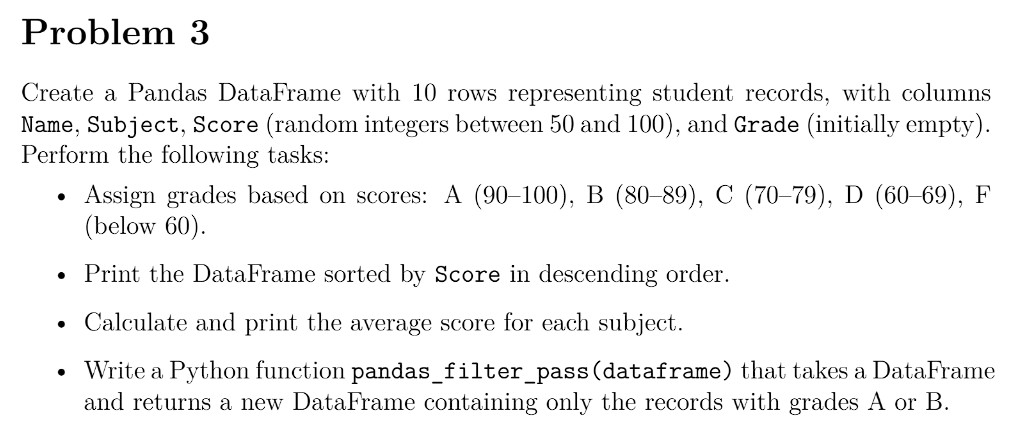 Problem 3
Create a Pandas DataFrame with 10 rows representing student records, with columns
Name, Subject, Score (random integers between 50 and 100), and Grade (initially empty).
Perform the following tasks:
• Assign grades based on scores: A (90–100), B (80–89), C (70–79), D (60–69), F
(below 60).
• Print the DataFrame sorted by Score in descending order.
• Calculate and print the average score for each subject.
• Write a Python function pandas_filter_pass(dataframe) that takes a DataFrame
and returns a new DataFrame containing only the records with grades A or B.